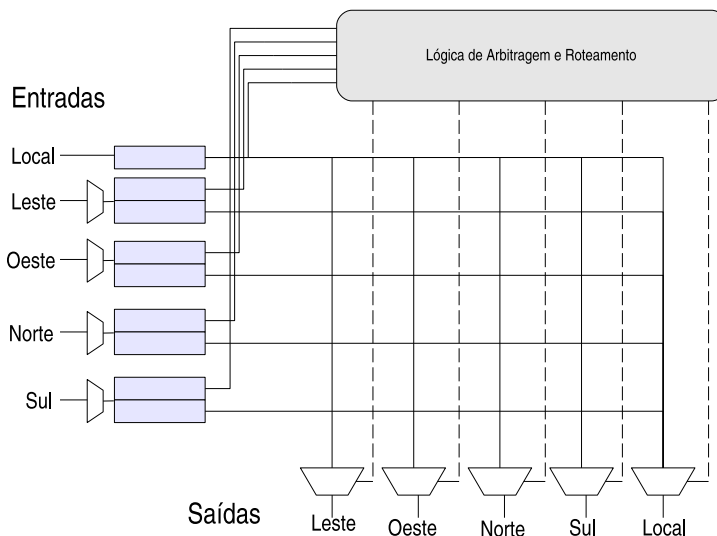 Lógica de Arbitragem e Roteamento
Entradas
Local
Leste
Oeste
Norte
Sul
Saídas
Leste
Oeste
Norte
Sul
Local